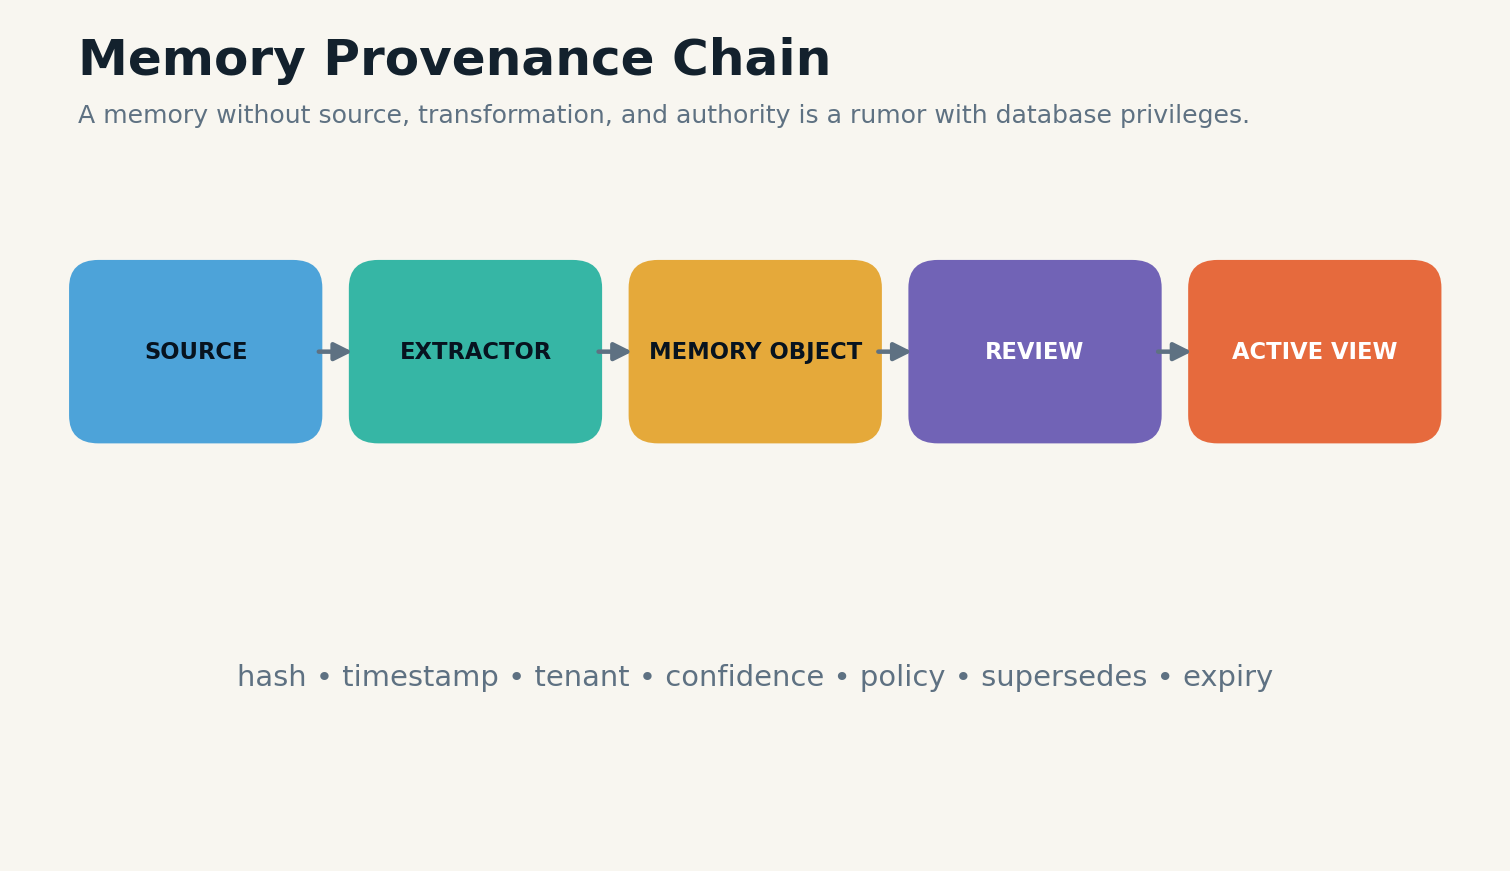 Memory Provenance Chain
A memory without source, transformation, and authority is a rumor with database privileges.
SOURCE
EXTRACTOR
MEMORY OBJECT
REVIEW
ACTIVE VIEW
hash • timestamp • tenant • confidence • policy • supersedes • expiry